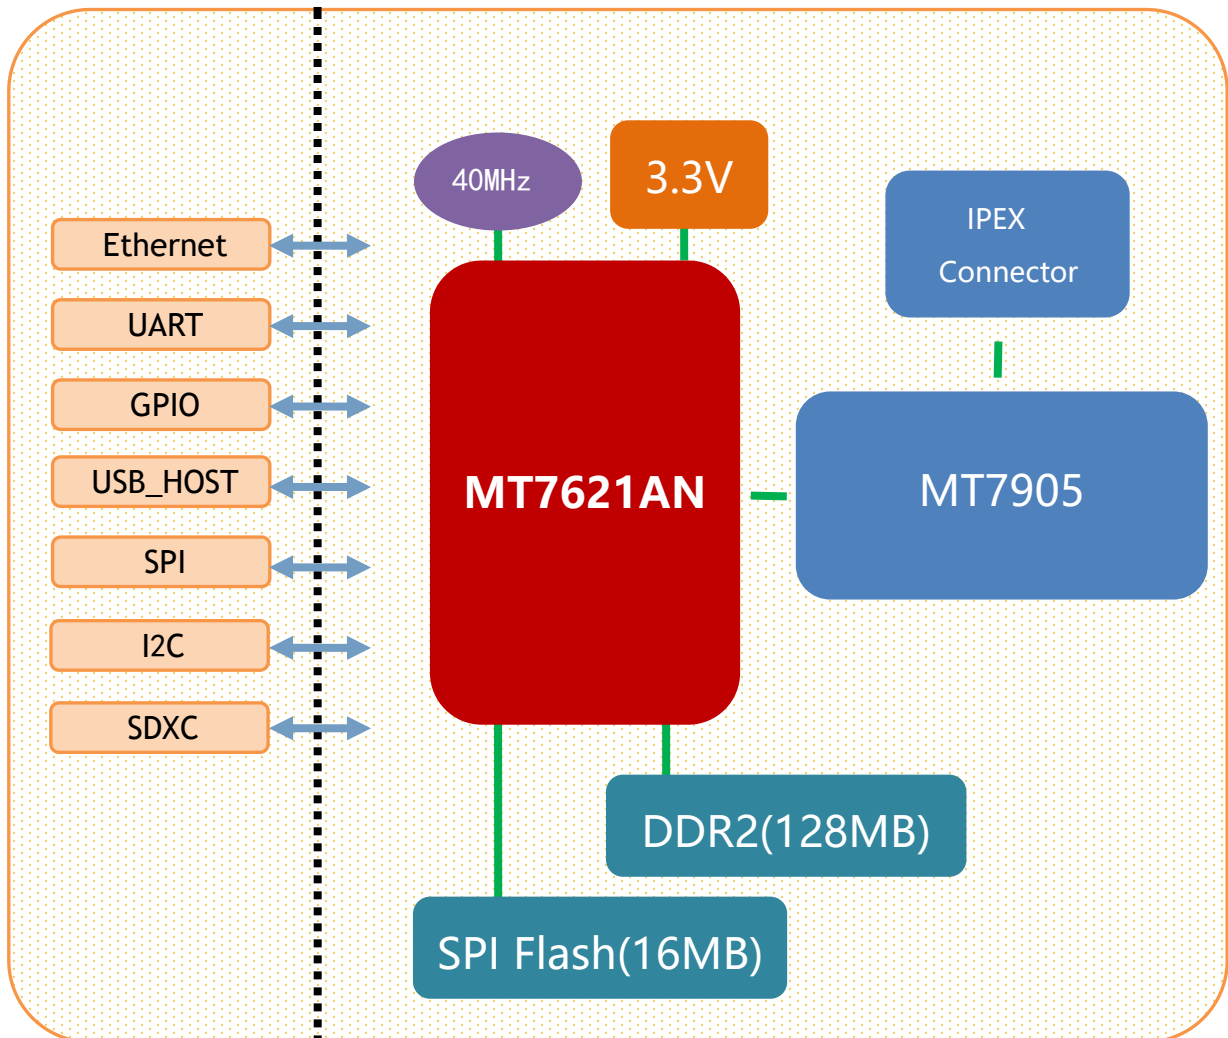 40MHz
3.3V
IPEX
Connector
Ethernet
UART
GPIO
USB_HOST
SPI
I2C
SDXC
MT7621AN
MT7905
DDR2(128MB)
SPI Flash(16MB)